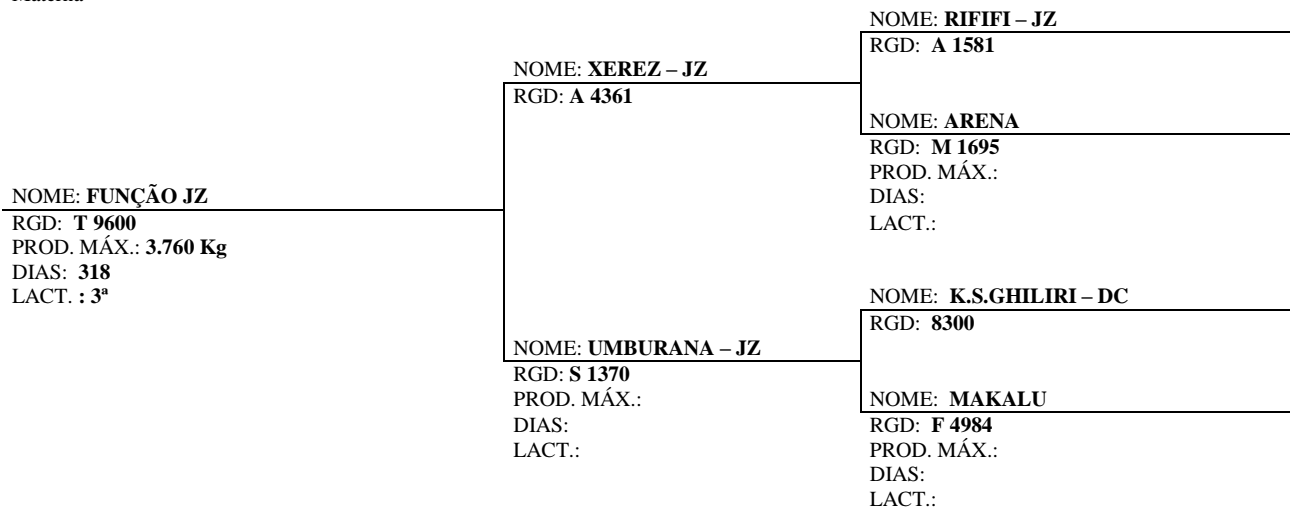 NOME: FUNÇÃO JZ
RGD: T 9600
PROD. MÁX.: 3.760 Kg
DIAS: 318
LACT. : 3ª
NOME: XEREZ – JZ
RGD: A 4361
NOME: UMBURANA – JZ
RGD: S 1370
PROD. MÁX.:
DIAS:
LACT.:
NOME: RIFIFI – JZ
RGD: A 1581
NOME: ARENA
RGD: M 1695
PROD. MÁX.:
DIAS:
LACT.:
NOME: K.S.GHILIRI – DC
RGD: 8300
NOME: MAKALU
RGD: F 4984
PROD. MÁX.:
DIAS:
LACT.: